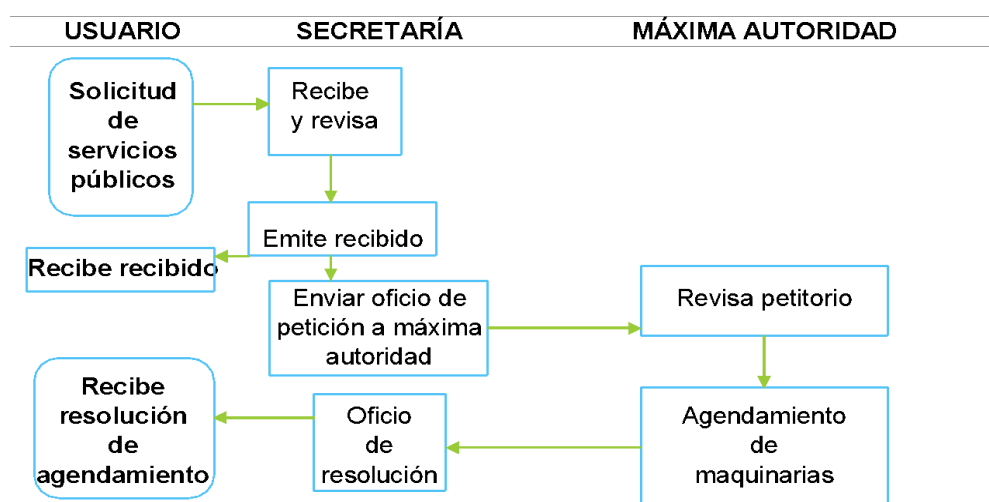 USUARIO SECRETARÍA MÁXIMA AUTORIDAD
Solicitud
de
servicios
públicos
Recibe
y revisa
Emite recibido
Recibe recibido
Enviar oficio de
petición a máxima
autoridad
Revisa petitorio
Agendamiento
de
maquinarias
Oficio
de
resolución
Recibe
resolución
de
agendamiento